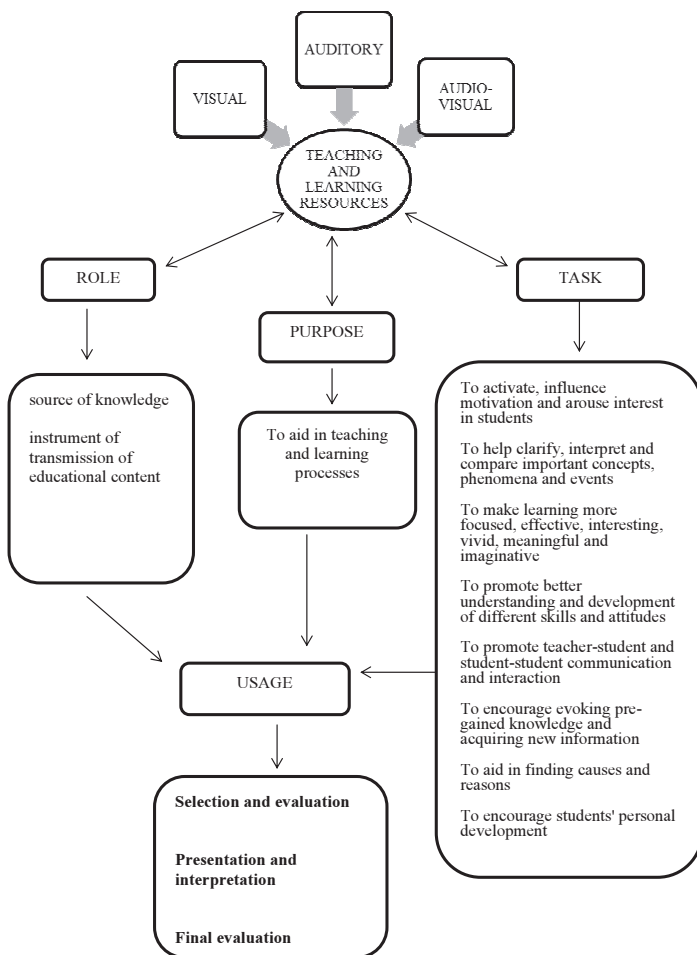 AUDITORY
VISUAL
AUDIO-
VISUAL
TEACHING
AND
LEARNING
RESOURCES
ROLE
PURPOSE
TASK
source of knowledge
instrument of
transmission of
educational content
To aid in teaching
and learning
processes
To activate, influence
motivation and arouse interest
in students
To help clarify, interpret and
compare important concepts,
phenomena and events
To make learning more
focused, effective, interesting,
vivid, meaningful and
imaginative
To promote better
understanding and development
of different skills and attitudes
To promote teacher-student and
student-student communication
and interaction
To encourage evoking pre-
gained knowledge and
acquiring new information
To aid in finding causes and
reasons
To encourage students' personal
development
USAGE
Selection and evaluation
Presentation and
interpretation
Final evaluation